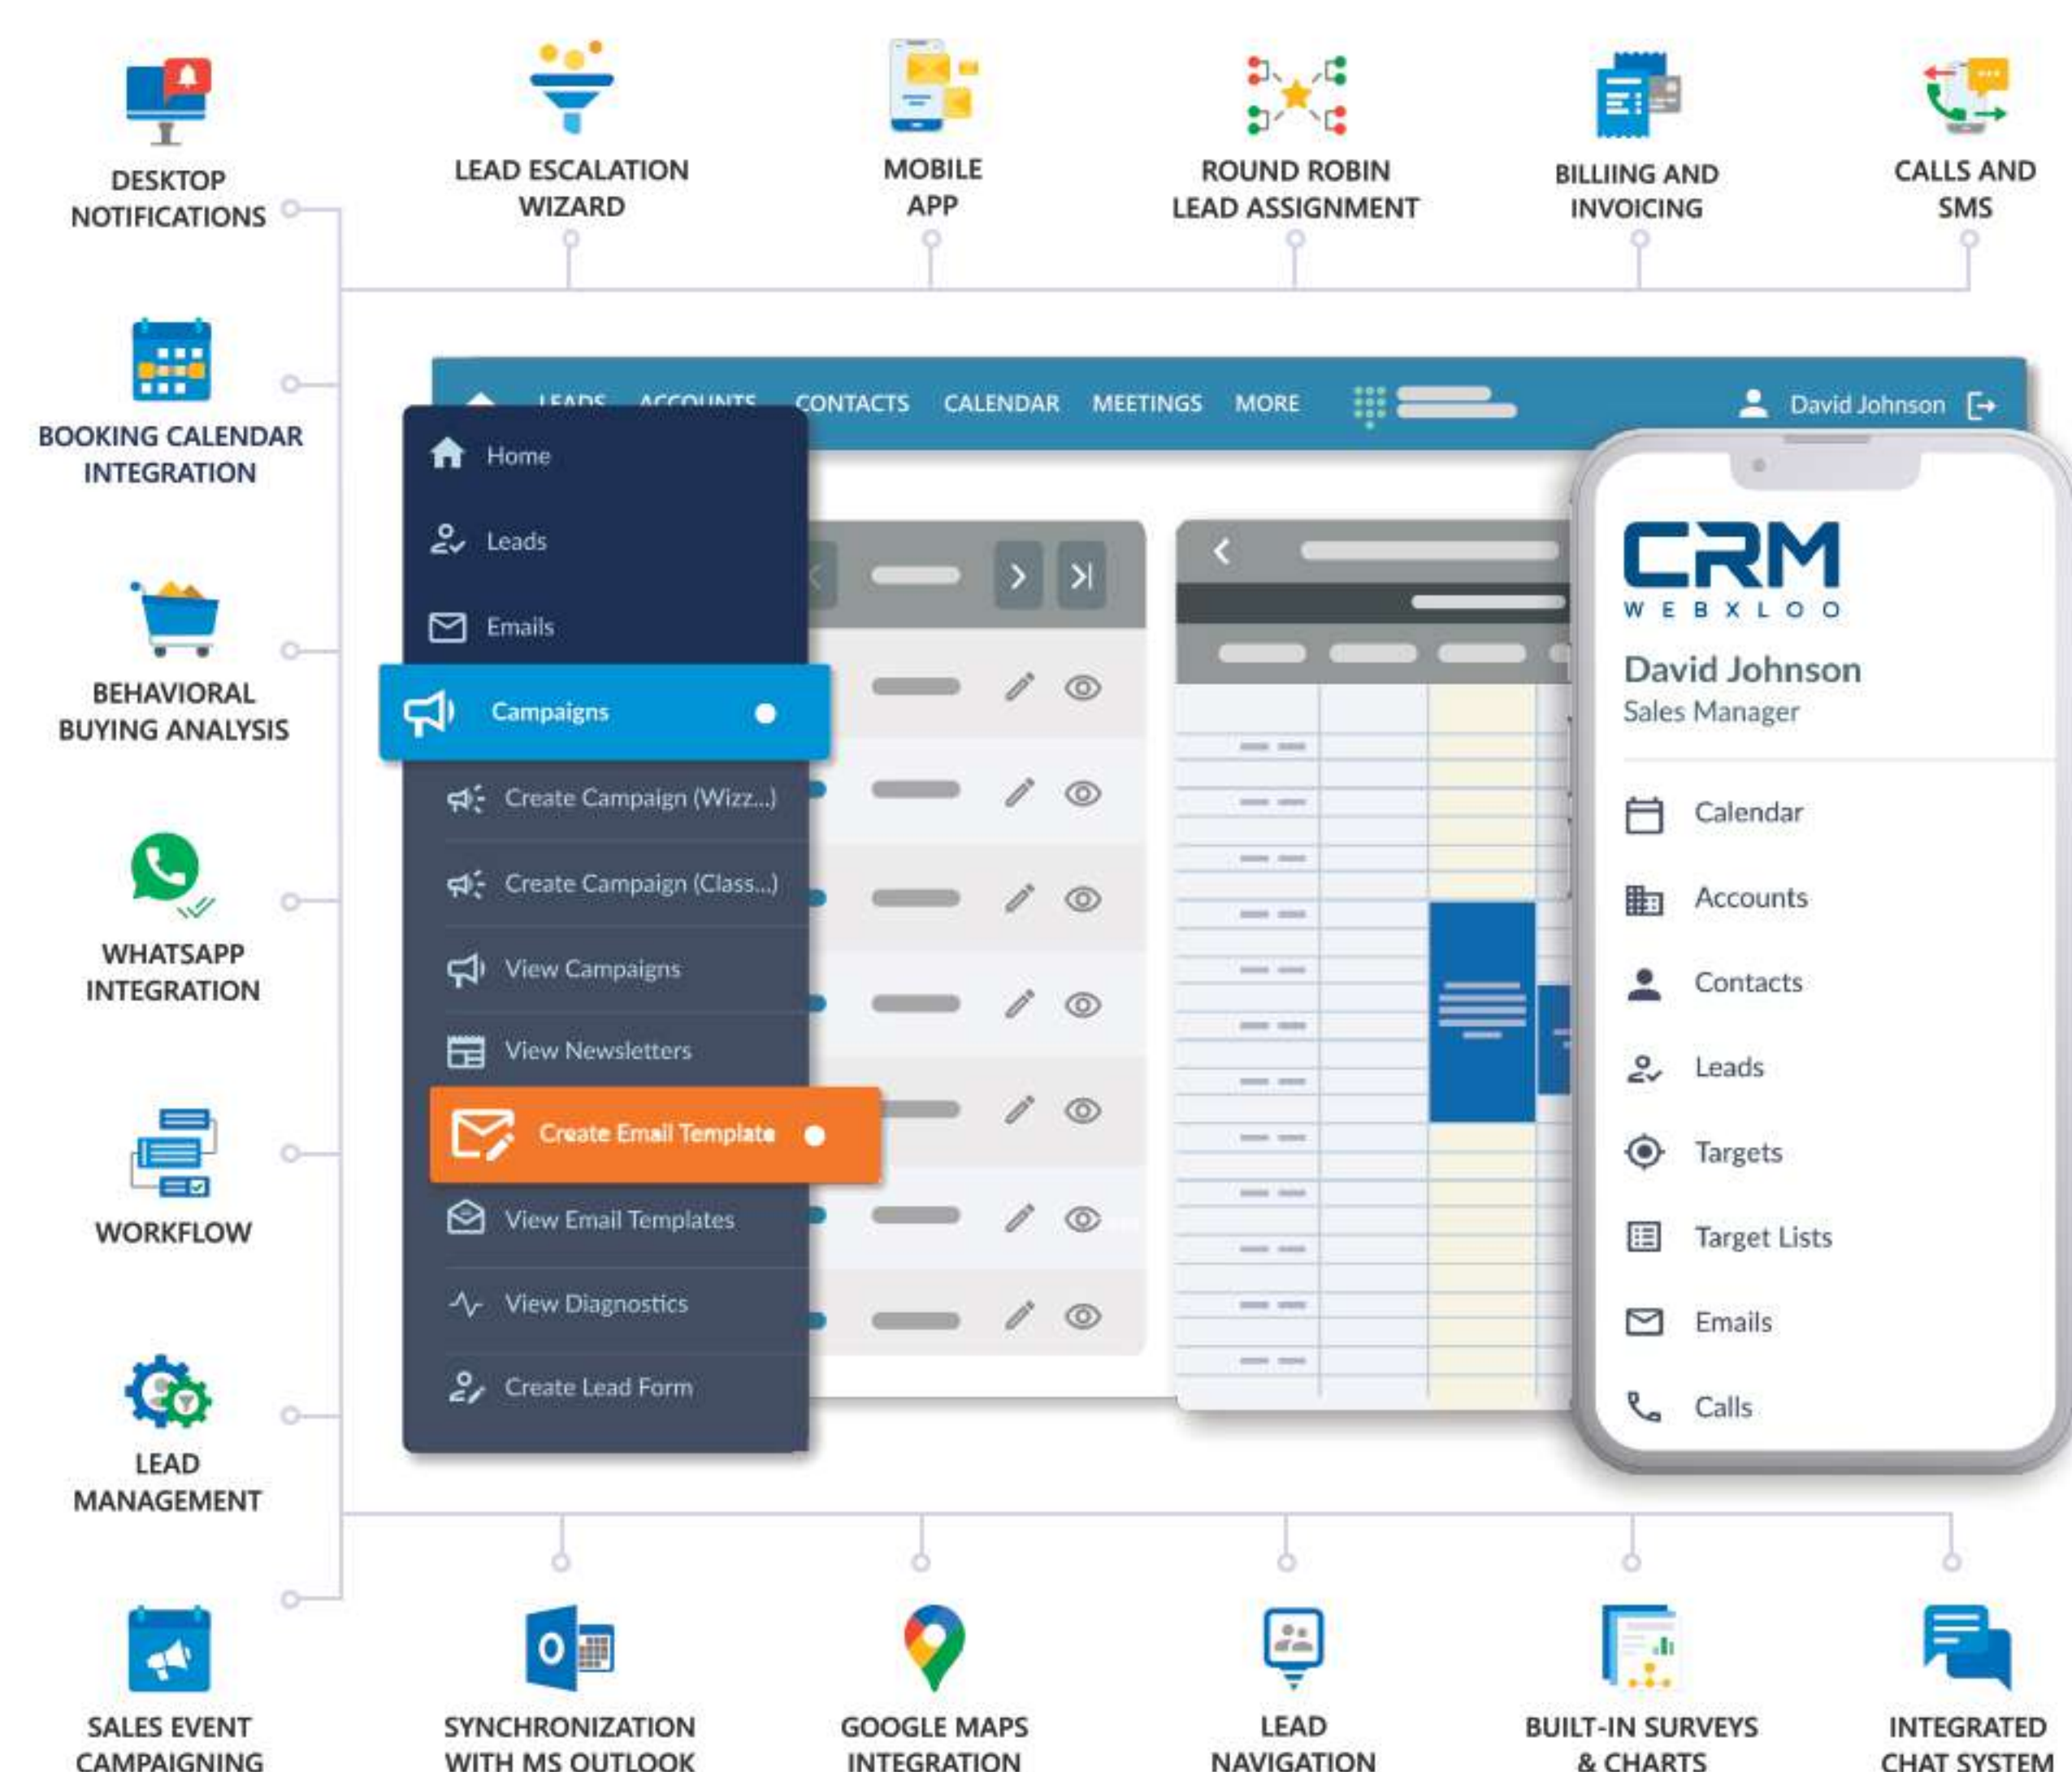 DESKTOP
NOTIFICATIONS
LEAD ESCALATION
WIZARD
MOBILE
APP
ROUND ROBIN
LEAD ASSIGNMENT
BILLIING AND
INVOICING
CALLS AND
SMS
BOOKING CALENDAR
INTEGRATION
BEHAVIORAL
BUYING ANALYSIS
WHATSAPP
INTEGRATION
WORKFLOW
LEAD
MANAGEMENT
LEADS ACCOUNTS CONTACTS CALENDAR MEETINGS MORE David Johnson
Home
Leads
Emails
Campaigns
Create Campaign (Wizz...)
Create Campaign (Class...)
View Campaigns
View Newsletters
Create Email Template
View Email Templates
View Diagnostics
Create Lead Form
CRM
WEBXLOO
David Johnson
Sales Manager
Calendar
Accounts
Contacts
Leads
Targets
Target Lists
Emails
Calls
SALES EVENT
CAMPAIGNING
SYNCHRONIZATION
WITH MS OUTLOOK
GOOGLE MAPS
INTEGRATION
LEAD
NAVIGATION
BUILT-IN SURVEYS
& CHARTS
INTEGRATED
CHAT SYSTEM